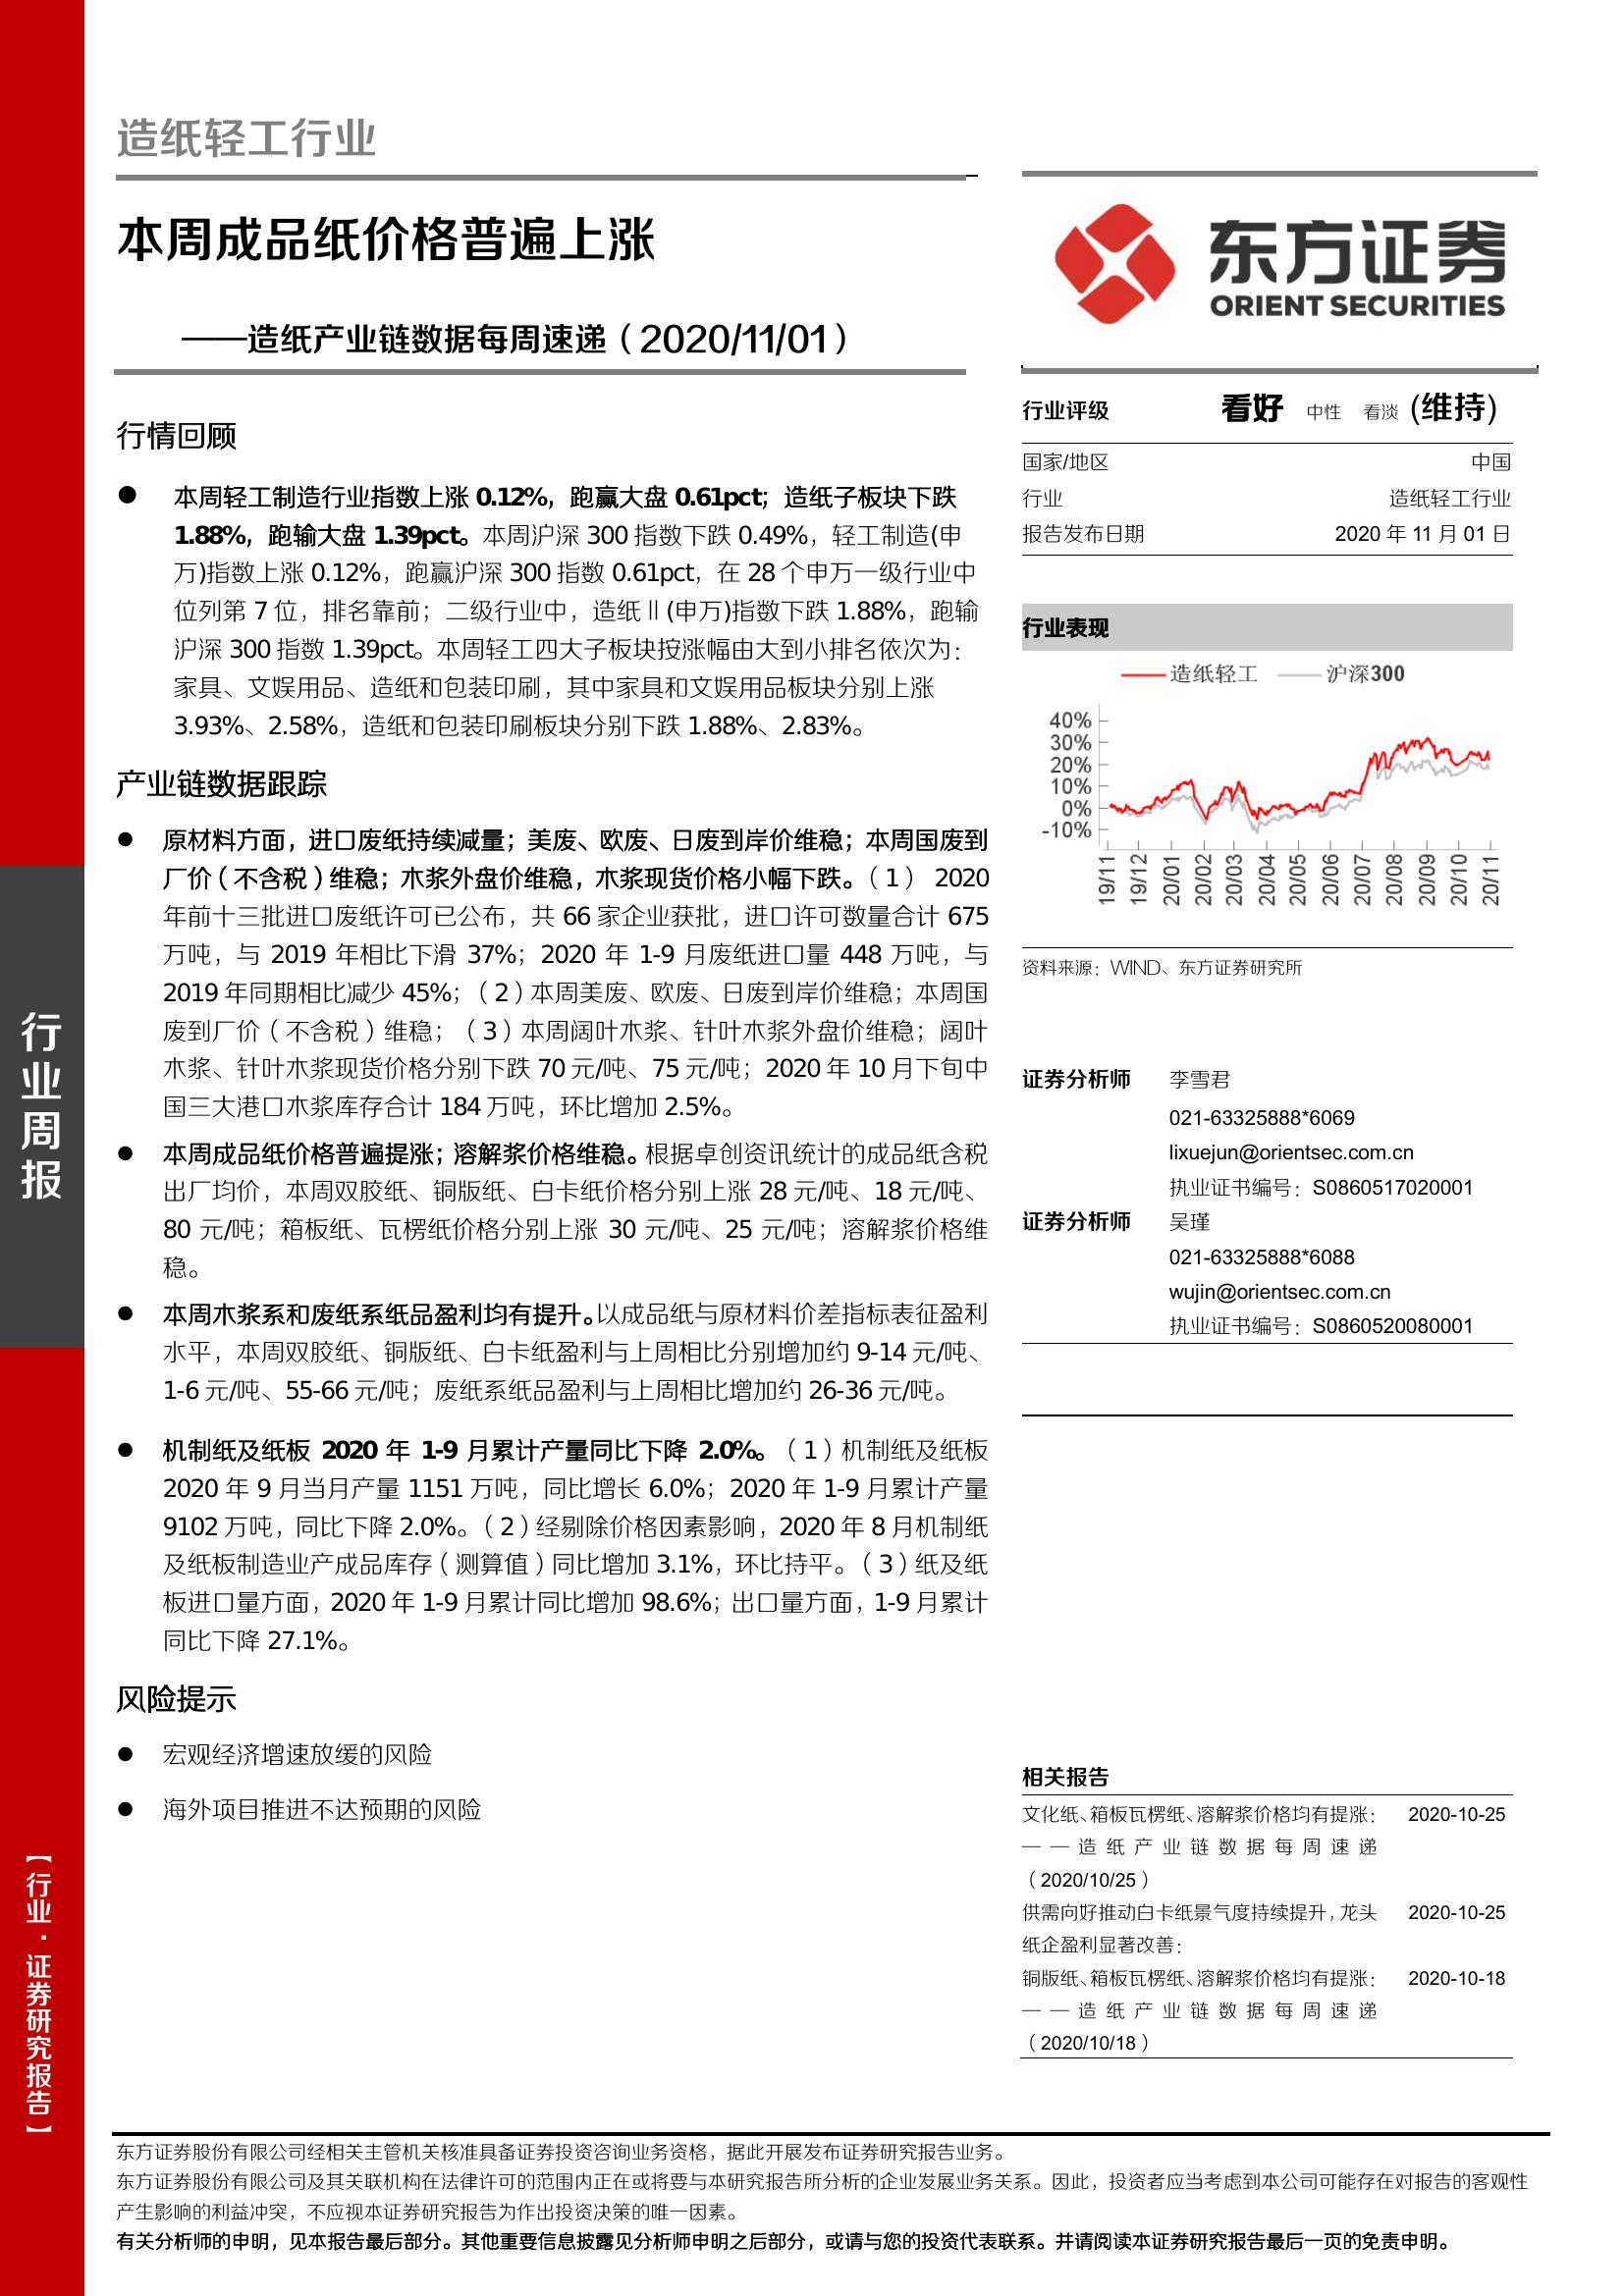 造纸轻工行业
本周成品纸价格普遍上涨
——造纸产业链数据每周速递（2020/11/01）
行情回顾
● 本周轻工制造行业指数上涨 0.12%，跑赢大盘 0.61pct；造纸子板块下跌
1.88%，跑输大盘 1.39pct。本周沪深 300 指数下跌 0.49%，轻工制造(申
万)指数上涨 0.12%，跑赢沪深 300 指数 0.61pct，在 28 个申万一级行业中
位列第 7 位，排名靠前；二级行业中，造纸Ⅱ(申万)指数下跌 1.88%，跑输
沪深 300 指数 1.39pct。本周轻工四大子板块按涨幅由大到小排名依次为：
家具、文娱用品、造纸和包装印刷，其中家具和文娱用品板块分别上涨
3.93%、2.58%，造纸和包装印刷板块分别下跌 1.88%、2.83%。
产业链数据跟踪
● 原材料方面，进口废纸持续减量；美废、欧废、日废到岸价维稳；本周国废到
厂价（不含税）维稳；木浆外盘价维稳，木浆现货价格小幅下跌。（1） 2020
年前十三批进口废纸许可已公布，共 66 家企业获批，进口许可数量合计 675
万吨，与 2019 年相比下滑 37%；2020 年 1-9 月废纸进口量 448 万吨，与
2019 年同期相比减少 45%；（2）本周美废、欧废、日废到岸价维稳；本周国
废到厂价（不含税）维稳；（3）本周阔叶木浆、针叶木浆外盘价维稳；阔叶
木浆、针叶木浆现货价格分别下跌 70 元/吨、75 元/吨；2020 年 10 月下旬中
国三大港口木浆库存合计 184 万吨，环比增加 2.5%。
● 本周成品纸价格普遍提涨；溶解浆价格维稳。根据卓创资讯统计的成品纸含税
出厂均价，本周双胶纸、铜版纸、白卡纸价格分别上涨 28 元/吨、18 元/吨、
80 元/吨；箱板纸、瓦楞纸价格分别上涨 30 元/吨、25 元/吨；溶解浆价格维
稳。
● 本周木浆系和废纸系纸品盈利均有提升。以成品纸与原材料价差指标表征盈利
水平，本周双胶纸、铜版纸、白卡纸盈利与上周相比分别增加约 9-14 元/吨、
1-6 元/吨、55-66 元/吨；废纸系纸品盈利与上周相比增加约 26-36 元/吨。
● 机制纸及纸板 2020 年 1-9 月累计产量同比下降 2.0%。（1）机制纸及纸板
2020 年 9 月当月产量 1151 万吨，同比增长 6.0%；2020 年 1-9 月累计产量
9102 万吨，同比下降 2.0%。（2）经剔除价格因素影响，2020 年 8 月机制纸
及纸板制造业产成品库存（测算值）同比增加 3.1%，环比持平。（3）纸及纸
板进口量方面，2020 年 1-9 月累计同比增加 98.6%；出口量方面，1-9 月累计
同比下降 27.1%。
风险提示
● 宏观经济增速放缓的风险
● 海外项目推进不达预期的风险
东方证券
ORIENT SECURITIES
行业评级 看好 中性 看淡 (维持)
国家/地区 中国
行业 造纸轻工行业
报告发布日期 2020 年 11 月 01 日
行业表现
造纸轻工 沪深300
40%
30%
20%
10%
0%
-10%
19/11 19/12 20/01 20/02 20/03 20/04 20/05 20/06 20/07 20/08 20/09 20/10 20/11
资料来源：WIND、东方证券研究所
证券分析师 李雪君
021-63325888*6069
lixuejun@orientsec.com.cn
执业证书编号：S0860517020001
证券分析师 吴瑾
021-63325888*6088
wujin@orientsec.com.cn
执业证书编号：S0860520080001
相关报告
文化纸、箱板瓦楞纸、溶解浆价格均有提涨： 2020-10-25
——造纸产业链数据每周速递
（2020/10/25）
供需向好推动白卡纸景气度持续提升，龙头 2020-10-25
纸企盈利显著改善：
铜版纸、箱板瓦楞纸、溶解浆价格均有提涨： 2020-10-18
——造纸产业链数据每周速递
（2020/10/18）
行业周报
【行业·证券研究报告】
东方证券股份有限公司经相关主管机关核准具备证券投资咨询业务资格，据此开展发布证券研究报告业务。
东方证券股份有限公司及其关联机构在法律许可的范围内正在或将要与本研究报告所分析的企业发展业务关系。因此，投资者应当考虑到本公司可能存在对报告的客观性
产生影响的利益冲突，不应视本证券研究报告为作出投资决策的唯一因素。
有关分析师的申明，见本报告最后部分。其他重要信息披露见分析师申明之后部分，或请与您的投资代表联系。并请阅读本证券研究报告最后一页的免责申明。